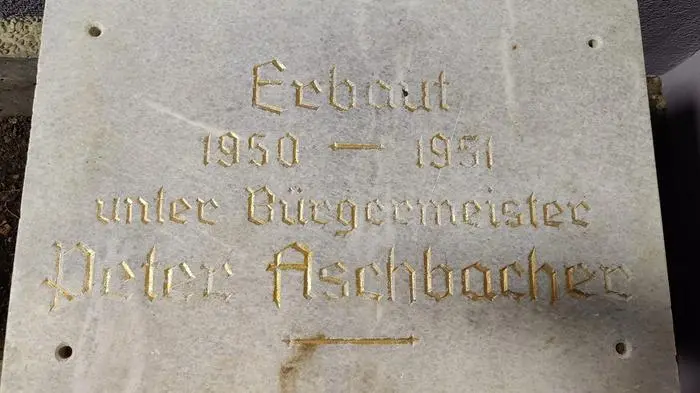 Erbaut
1950 — 1951
unter Bürgermeister
Peter Aschbacher